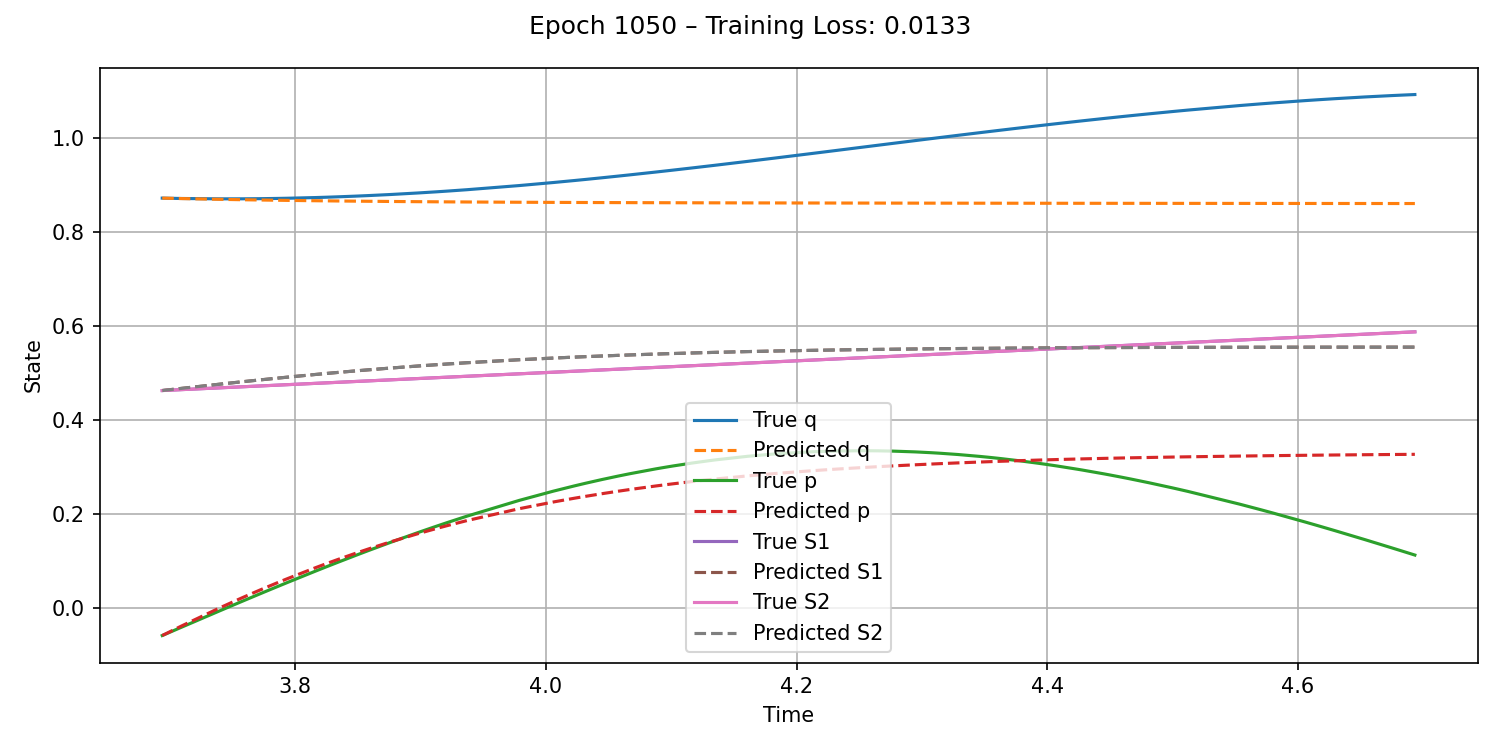 Epoch 1050 – Training Loss: 0.0133
1.0
0.8
0.6
0.4
0.2
0.0
State
True q
Predicted q
True p
Predicted p
True S1
Predicted S1
True S2
Predicted S2
3.8
4.0
4.2
4.4
4.6
Time